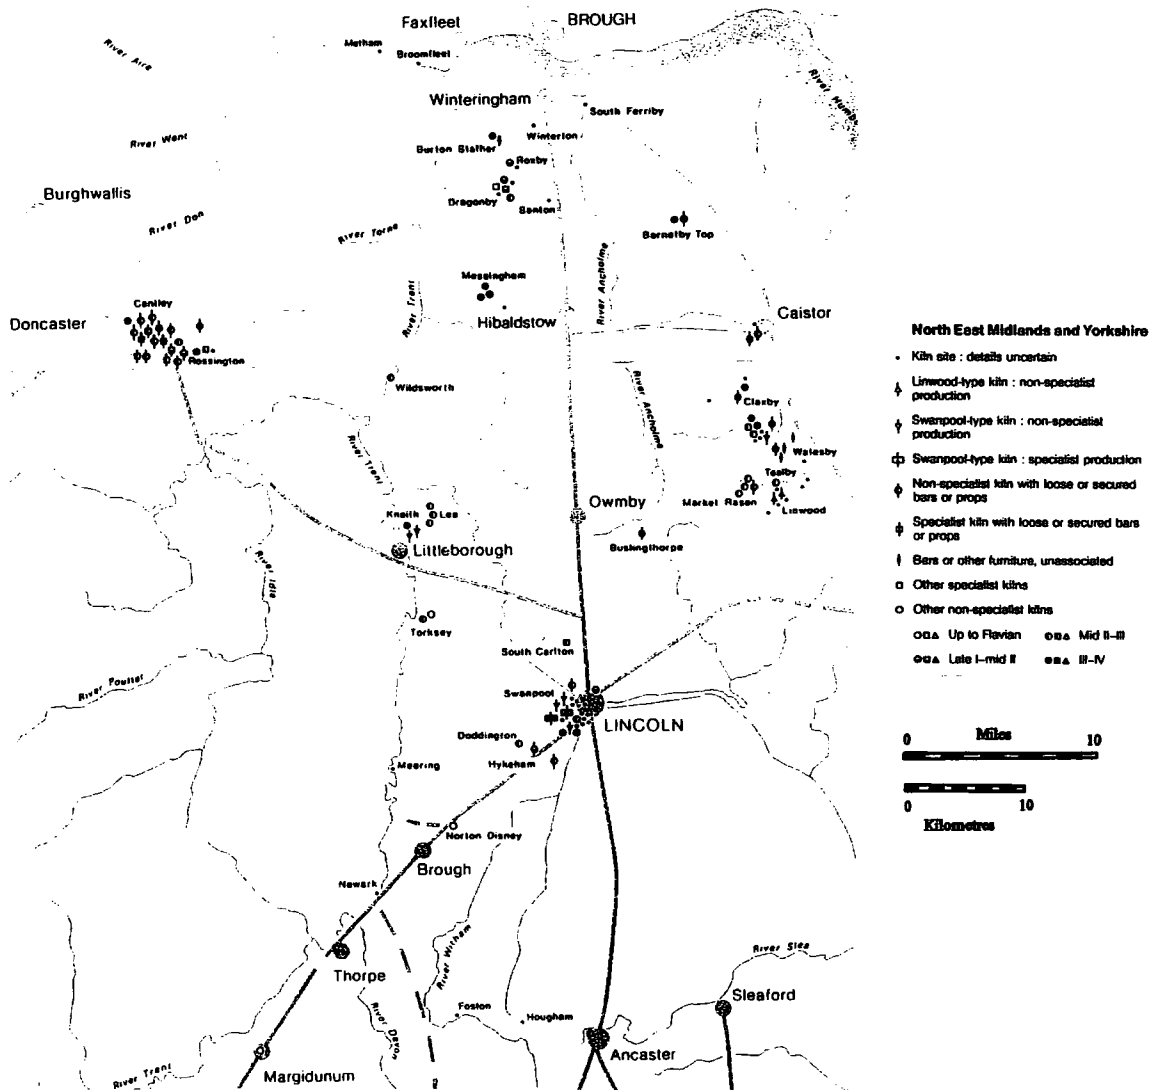 Faxfleet
BROUGH
River Aire
Metham
Broomfleet
River Humber
Winteringham
South Ferriby
Winterton
River Went
Burton Stather
Roxby
Burghwallis
Dragonby
Santon
River Don
River Torne
Barnetby Top
River Ancholme
Messingham
Cantley
River Trent
Doncaster
Hibaldstow
Caistor
North East Midlands and Yorkshire
Rossington
Kiln site : details uncertain
Wildsworth
Linwood-type kiln : non-specialist
production
River Ancholme
Claxby
Swanpool-type kiln : non-specialist
production
River Trent
Walesby
Swanpool-type kiln : specialist production
Tealby
Non-specialist kiln with loose or secured
bars or props
Market Rasen
Owmby
Knaith
Lea
Linwood
Specialist kiln with loose or secured bars
or props
Buslingthorpe
Littleborough
Bars or other furniture, unassociated
River Idle
Other specialist kilns
Other non-specialist kilns
Torksey
Up to Flavian
Mid II-III
South Carlton
Late I-mid II
III-IV
River Poulter
Swanpool
LINCOLN
Doddington
Miles
0 10
Hykeham
Meering
0 10
Kilometres
Norton Disney
Brough
Newark
River Witham
River Slea
Thorpe
Sleaford
Foston
Hougham
River Devon
Ancaster
River Trent
Margidunum